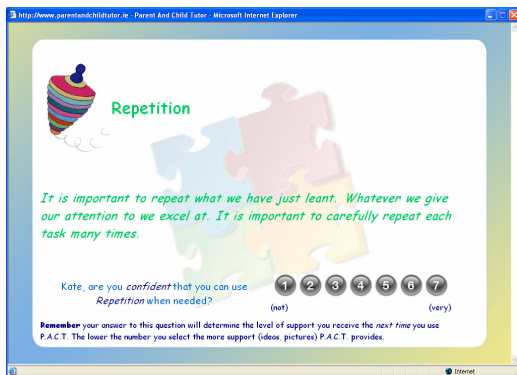 http://www.parentandchildtutor.ie - Parent And Child Tutor - Microsoft Internet Explorer
Repetition
It is important to repeat what we have just leant. Whatever we give
our attention to we excel at. It is important to carefully repeat each
task many times.
Kate, are you confident that you can use
Repetition when needed?
1 2 3 4 5 6 7
(not) (very)
Remember your answer to this question will determine the level of support you receive the next time you use
P.A.C.T. The lower the number you select the more support (ideas, pictures) P.A.C.T. provides.
Internet